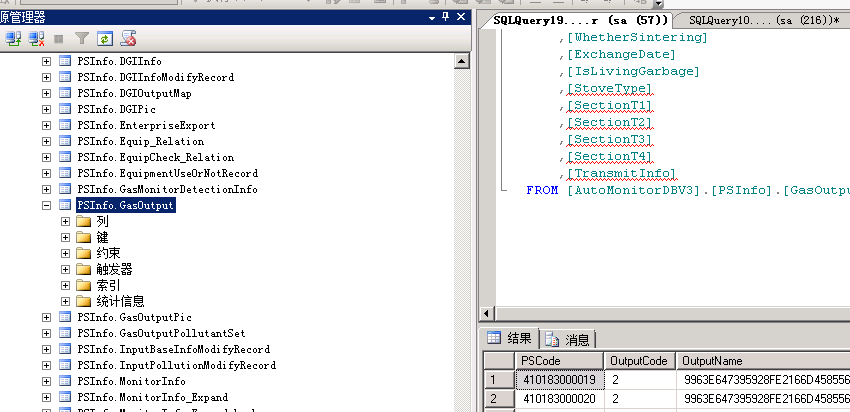 源管理器
PSInfo.DGIInfo
PSInfo.DGIInfoModifyRecord
PSInfo.DGIOutputMap
PSInfo.DGIPic
PSInfo.EnterpriseExport
PSInfo.Equip_Relation
PSInfo.EquipCheck_Relation
PSInfo.EquipmentUseOrNotRecord
PSInfo.GasMonitorDetectionInfo
PSInfo.GasOutput
列
键
约束
触发器
索引
统计信息
PSInfo.GasOutputPic
PSInfo.GasOutputPollutantSet
PSInfo.InputBaseInfoModifyRecord
PSInfo.InputPollutionModifyRecord
PSInfo.MonitorInfo
PSInfo.MonitorInfo_Expand
SQLQuery19....r (sa (57))
SQLQuery10....(sa (216))*
,[WhetherSintering]
,[ExchangeDate]
,[IsLivingGarbage]
,[StoveType]
,[SectionT1]
,[SectionT2]
,[SectionT3]
,[SectionT4]
,[TransmitInfo]
FROM [AutoMonitorDBV3].[PSInfo].[GasOutpu
结果
消息
PSCode OutputCode OutputName
1 410183000019 2 9963E647395928FE2166D458556
2 410183000020 2 9963E647395928FE2166D458556